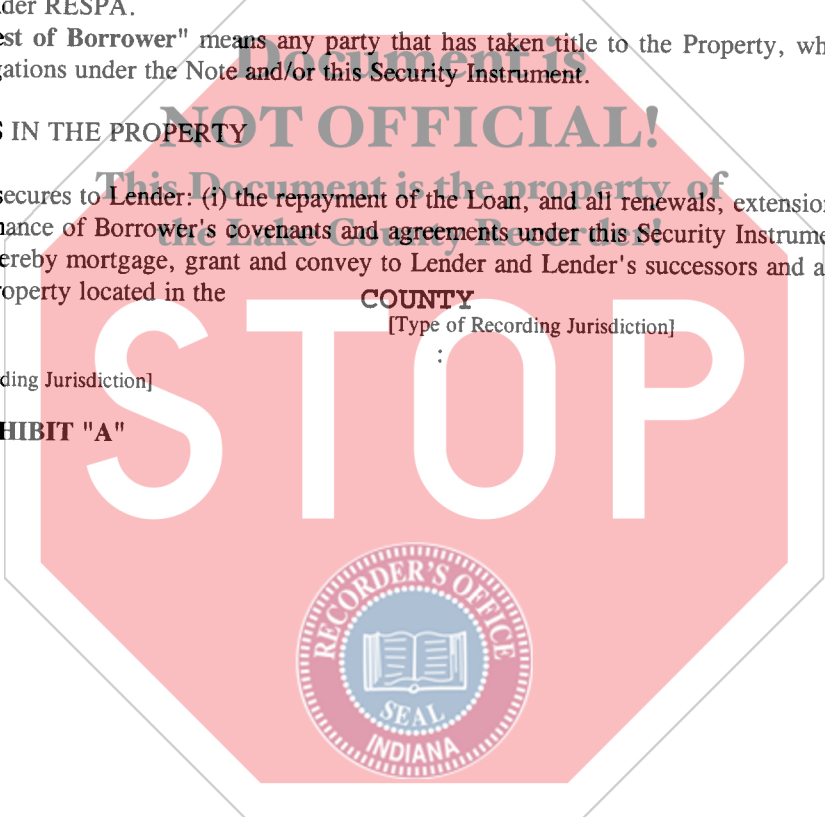 der RESPA.
est of Borrower" means any party that has taken title to the Property, wh
gations under the Note and/or this Security Instrument.
Document is
NOT OFFICIAL!
IN THE PROPERTY
This Document is the property of
the Lake County Recorder!
secures to Lender: (i) the repayment of the Loan, and all renewals, extension
nance of Borrower's covenants and agreements under this Security Instrume
ereby mortgage, grant and convey to Lender and Lender's successors and a
operty located in the COUNTY
[Type of Recording Jurisdiction]
:
ding Jurisdiction]
HIBIT "A"
STOP
RECORDER'S OFFICE
SEAL
INDIANA